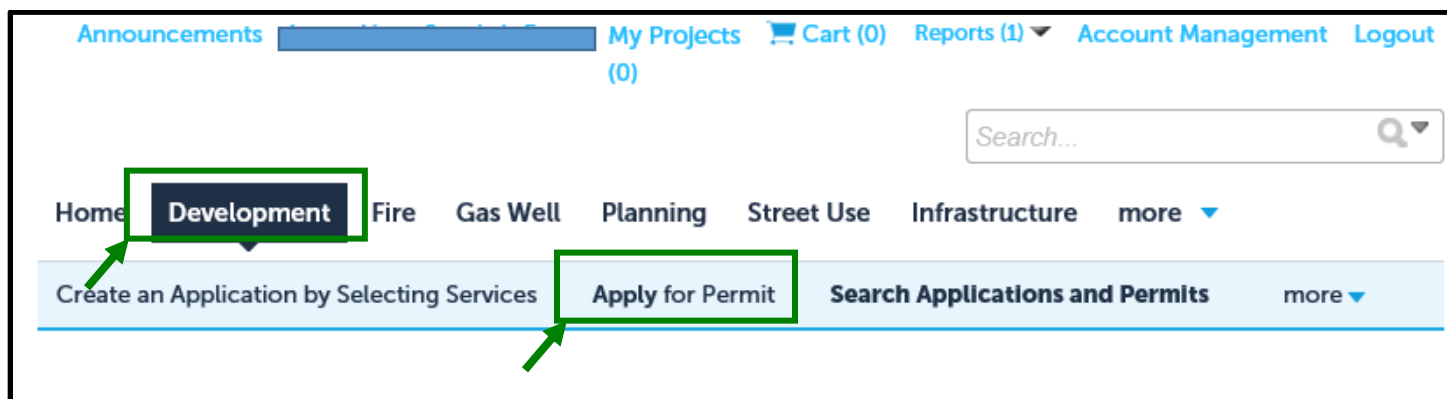 Announcements My Projects Cart (0) Reports (1) Account Management Logout
(0)
Search...
Home Development Fire Gas Well Planning Street Use Infrastructure more
Create an Application by Selecting Services Apply for Permit Search Applications and Permits more